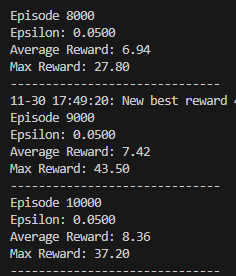 Episode 8000
Epsilon: 0.0500
Average Reward: 6.94
Max Reward: 27.80
------------------------------
11-30 17:49:20: New best reward
Episode 9000
Epsilon: 0.0500
Average Reward: 7.42
Max Reward: 43.50
------------------------------
Episode 10000
Epsilon: 0.0500
Average Reward: 8.36
Max Reward: 37.20
------------------------------